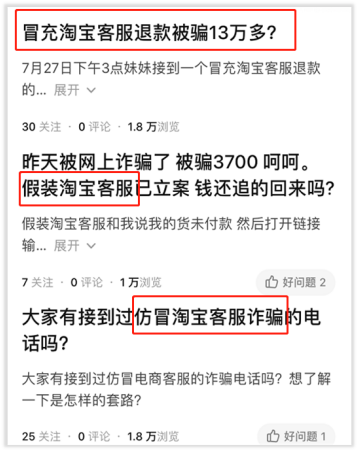 冒充淘宝客服退款被骗13万多?
7月27日下午3点妹妹接到一个冒充淘宝客服退款
的... 展开
30 关注 · 0 评论 · 1.8 万浏览
昨天被网上诈骗了 被骗3700 呵呵。
假装淘宝客服已立案 钱还追的回来吗?
假装淘宝客服和我说我的货未付款 然后打开链接
输... 展开
7 关注 · 0 评论 · 1 万浏览 好问题 2
大家有接到过仿冒淘宝客服诈骗的电
话吗?
大家有接到过仿冒电商客服的诈骗电话吗？想了解
一下是怎样的套路?
25 关注 · 0 评论 · 1.8 万浏览 好问题 1